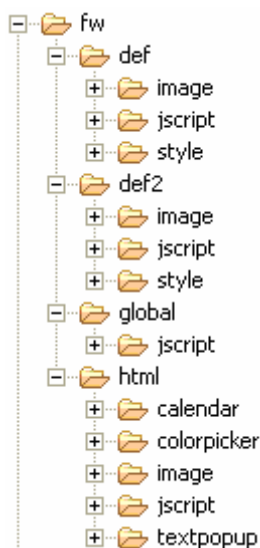 fw
def
image
jscript
style
def2
image
jscript
style
global
jscript
html
calendar
colorpicker
image
jscript
textpopup